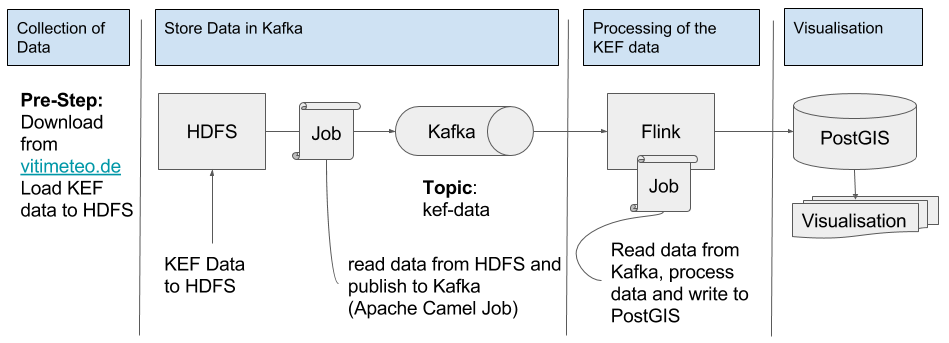 Collection of
Data
Store Data in Kafka
Processing of the
KEF data
Visualisation
Pre-Step:
Download
from
vitimeteo.de
Load KEF
data to HDFS
HDFS
Job
Kafka
Topic:
kef-data
KEF Data
to HDFS
read data from HDFS and
publish to Kafka
(Apache Camel Job)
Flink
Job
Read data from
Kafka, process
data and write to
PostGIS
PostGIS
Visualisation